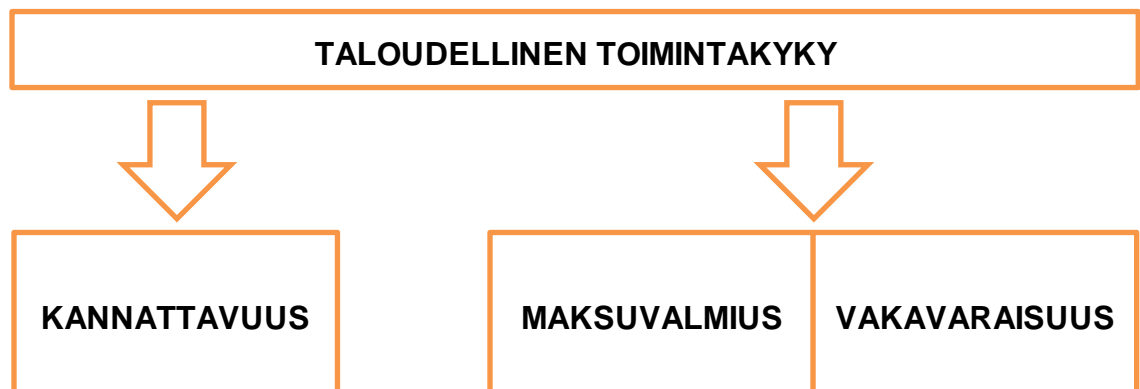 TALOUDELLINEN TOIMINTAKYKY
KANNATTAVUUS
MAKSUVALMIUS
VAKAVARAISUUS